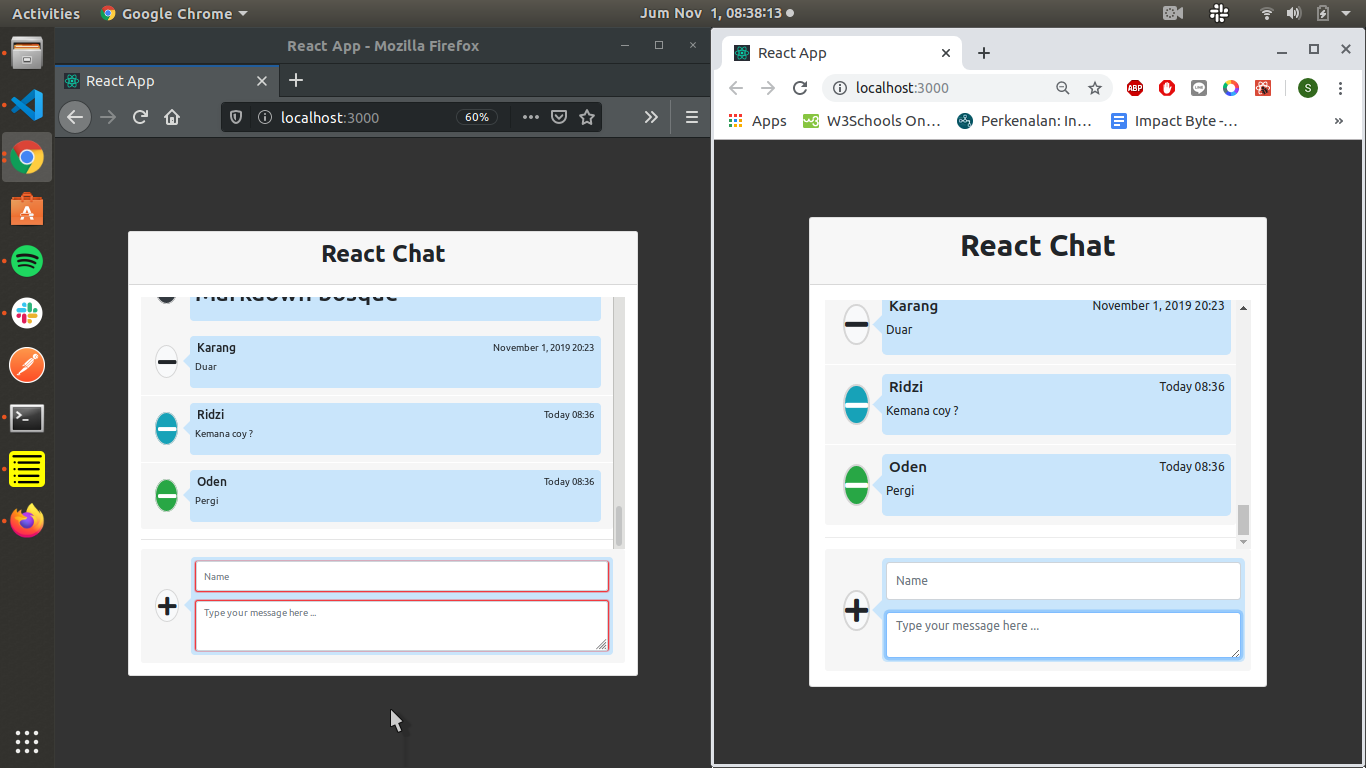 Activities
Google Chrome
Jum Nov 1, 08:38:13
React App - Mozilla Firefox
React App
localhost:3000
60%
React Chat
Markdown bosque
Karang
November 1, 2019 20:23
Duar
Ridzi
Today 08:36
Kemana coy ?
Oden
Today 08:36
Pergi
Name
Type your message here ...
React App
localhost:3000
ABP
S
Apps
w3
W3Schools On...
Perkenalan: In...
Impact Byte -...
React Chat
Karang
November 1, 2019 20:23
Duar
Ridzi
Today 08:36
Kemana coy ?
Oden
Today 08:36
Pergi
Name
Type your message here ...